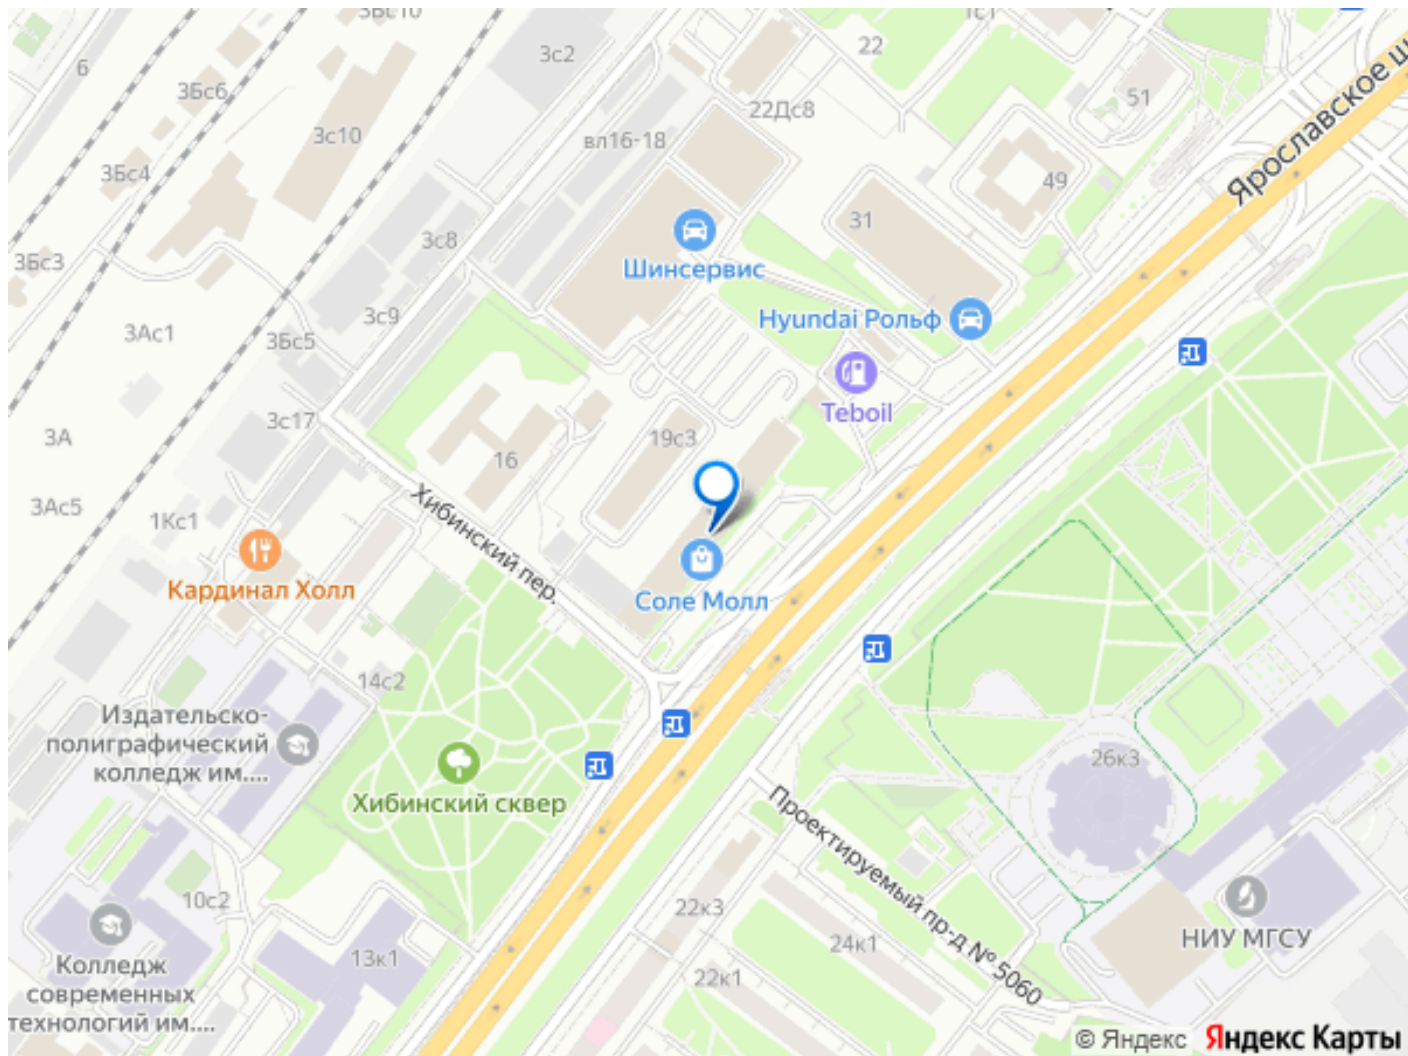 3Бс10
1с1
22
3с2
6
3Бс6
51
22Дс8
3с10
вл16-18
Ярославское ш
3Бс4
49
31
3с8
3Бс3
Шинсервис
3с9
Hyundai Рольф
3Ас1
3Бс5
Teboil
3с17
3А
19с3
16
3Ас5
1Кс1
Хибинский пер.
Кардинал Холл
Соле Молл
14с2
Издательско-
полиграфический
колледж им....
26к3
Хибинский сквер
Проектируемый пр-д № 5060
10с2
22к3
24к1
НИУ МГСУ
13к1
Колледж
современных
технологий им....
22к1
© Яндекс Яндекс Карты